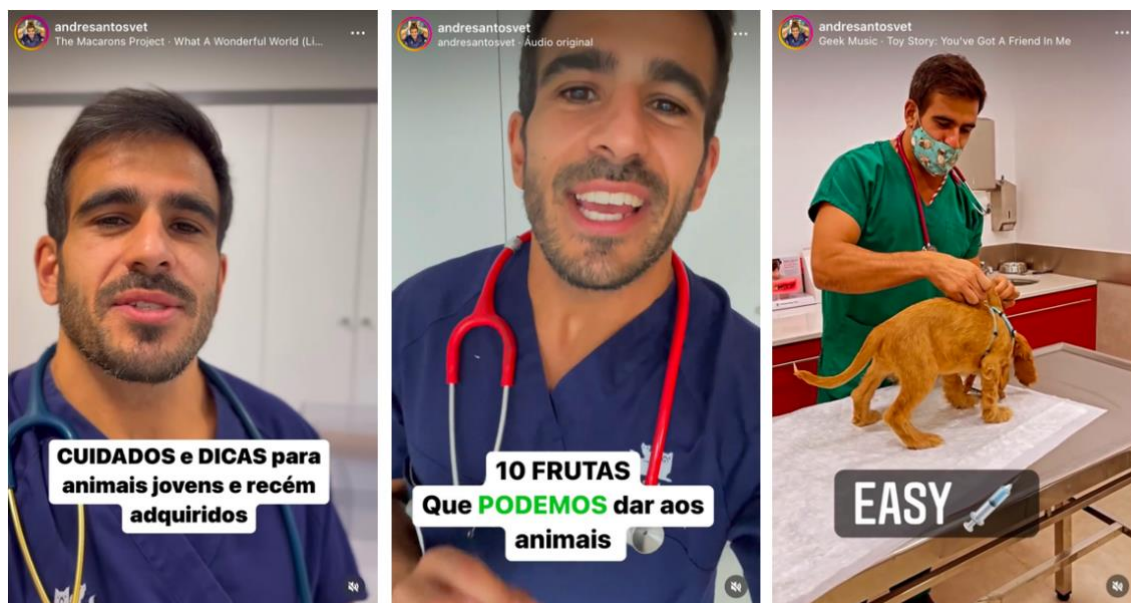 andresantosvet
The Macarons Project · What A Wonderful World (Li...
CUIDADOS e DICAS para
animais jovens e recém
adquiridos
andresantosvet
andresantosvet · Áudio original
10 FRUTAS
Que PODEMOS dar aos
animais
andresantosvet
Geek Music · Toy Story: You've Got A Friend In Me
EASY